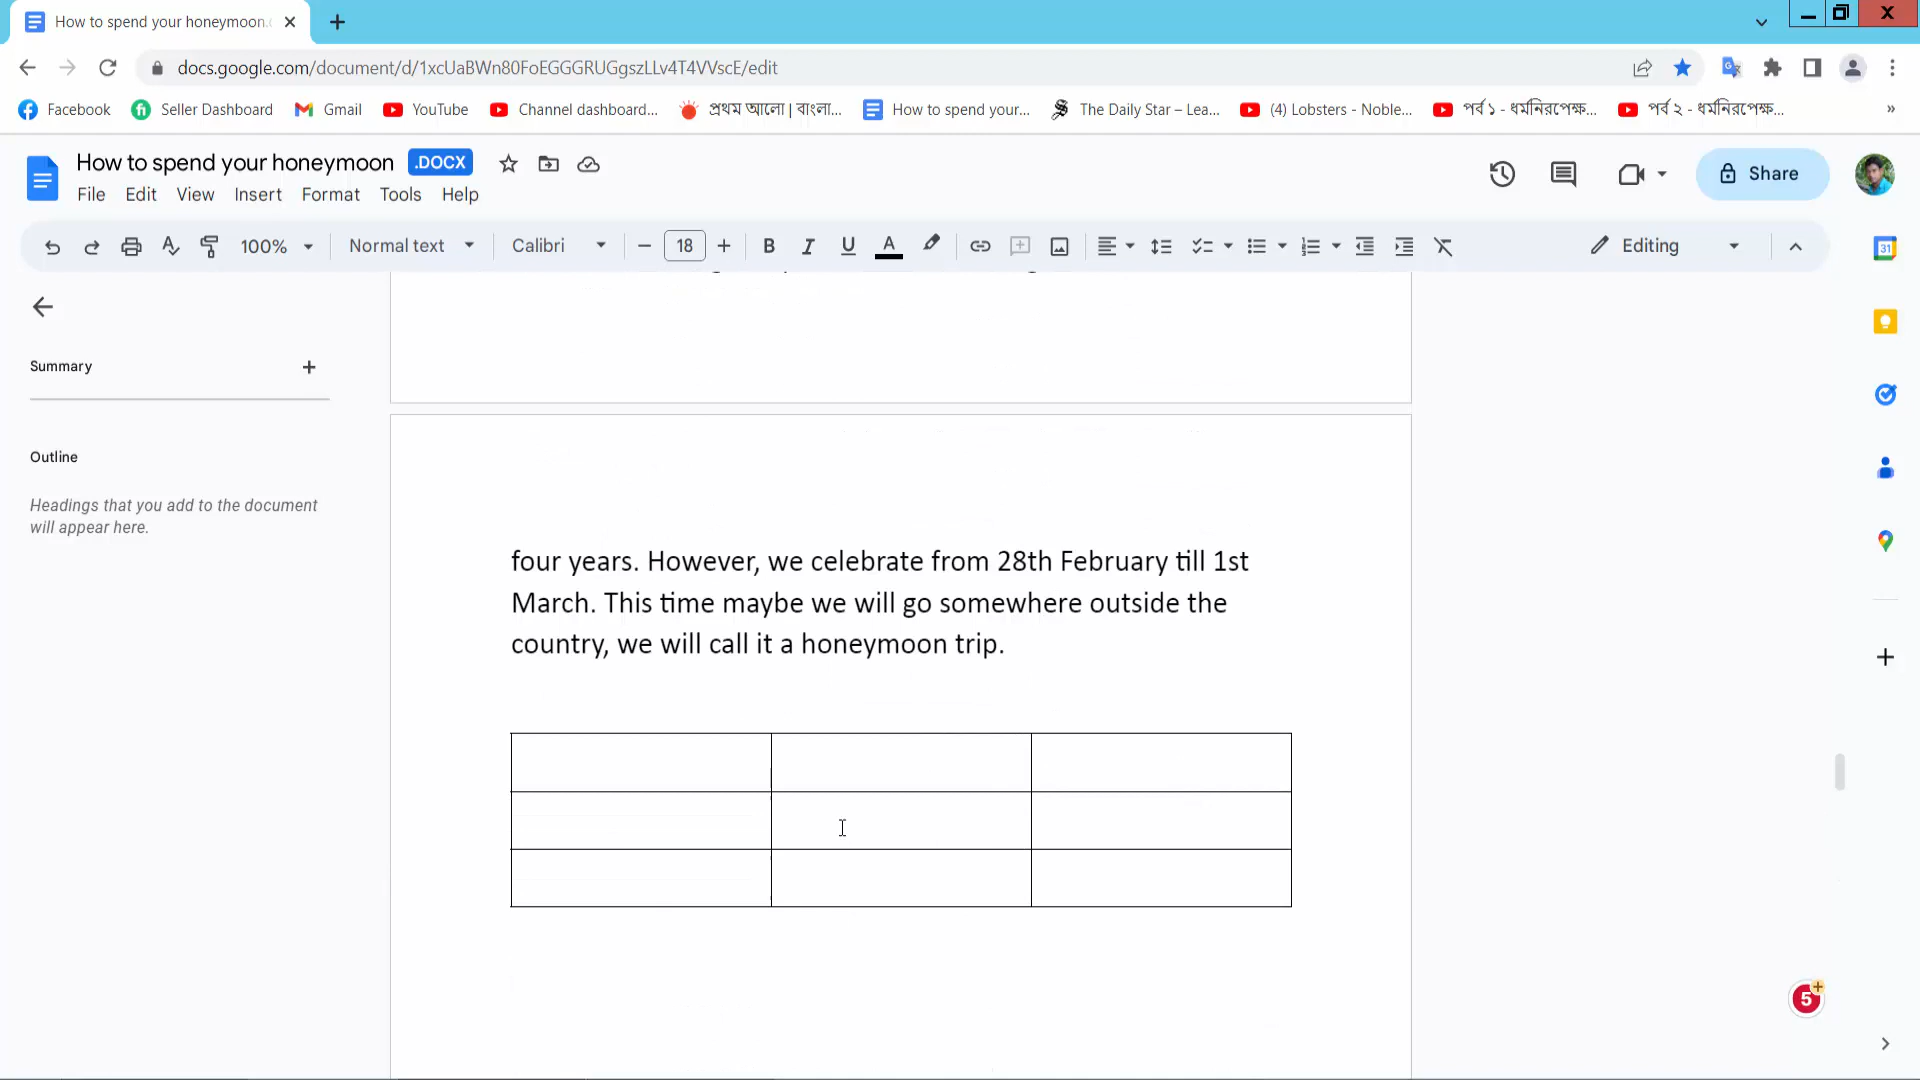 How to spend your honeymoon.
docs.google.com/document/d/1xcUaBWn80FoEGGGRUGgszLLv4T4VVscE/edit
Facebook
Seller Dashboard
Gmail
YouTube
Channel dashboard...
প্রথম আলো | বাংলা...
How to spend your...
The Daily Star – Lea...
(4) Lobsters - Noble...
পর্ব ১ - ধর্মনিরপেক্ষ...
পর্ব ২ - ধর্মনিরপেক্ষ...
»
How to spend your honeymoon
.DOCX
File Edit View Insert Format Tools Help
Share
100%
Normal text
Calibri
18
B I U A
Editing
31
Summary
Outline
Headings that you add to the document
will appear here.
four years. However, we celebrate from 28th February till 1st
March. This time maybe we will go somewhere outside the
country, we will call it a honeymoon trip.
5